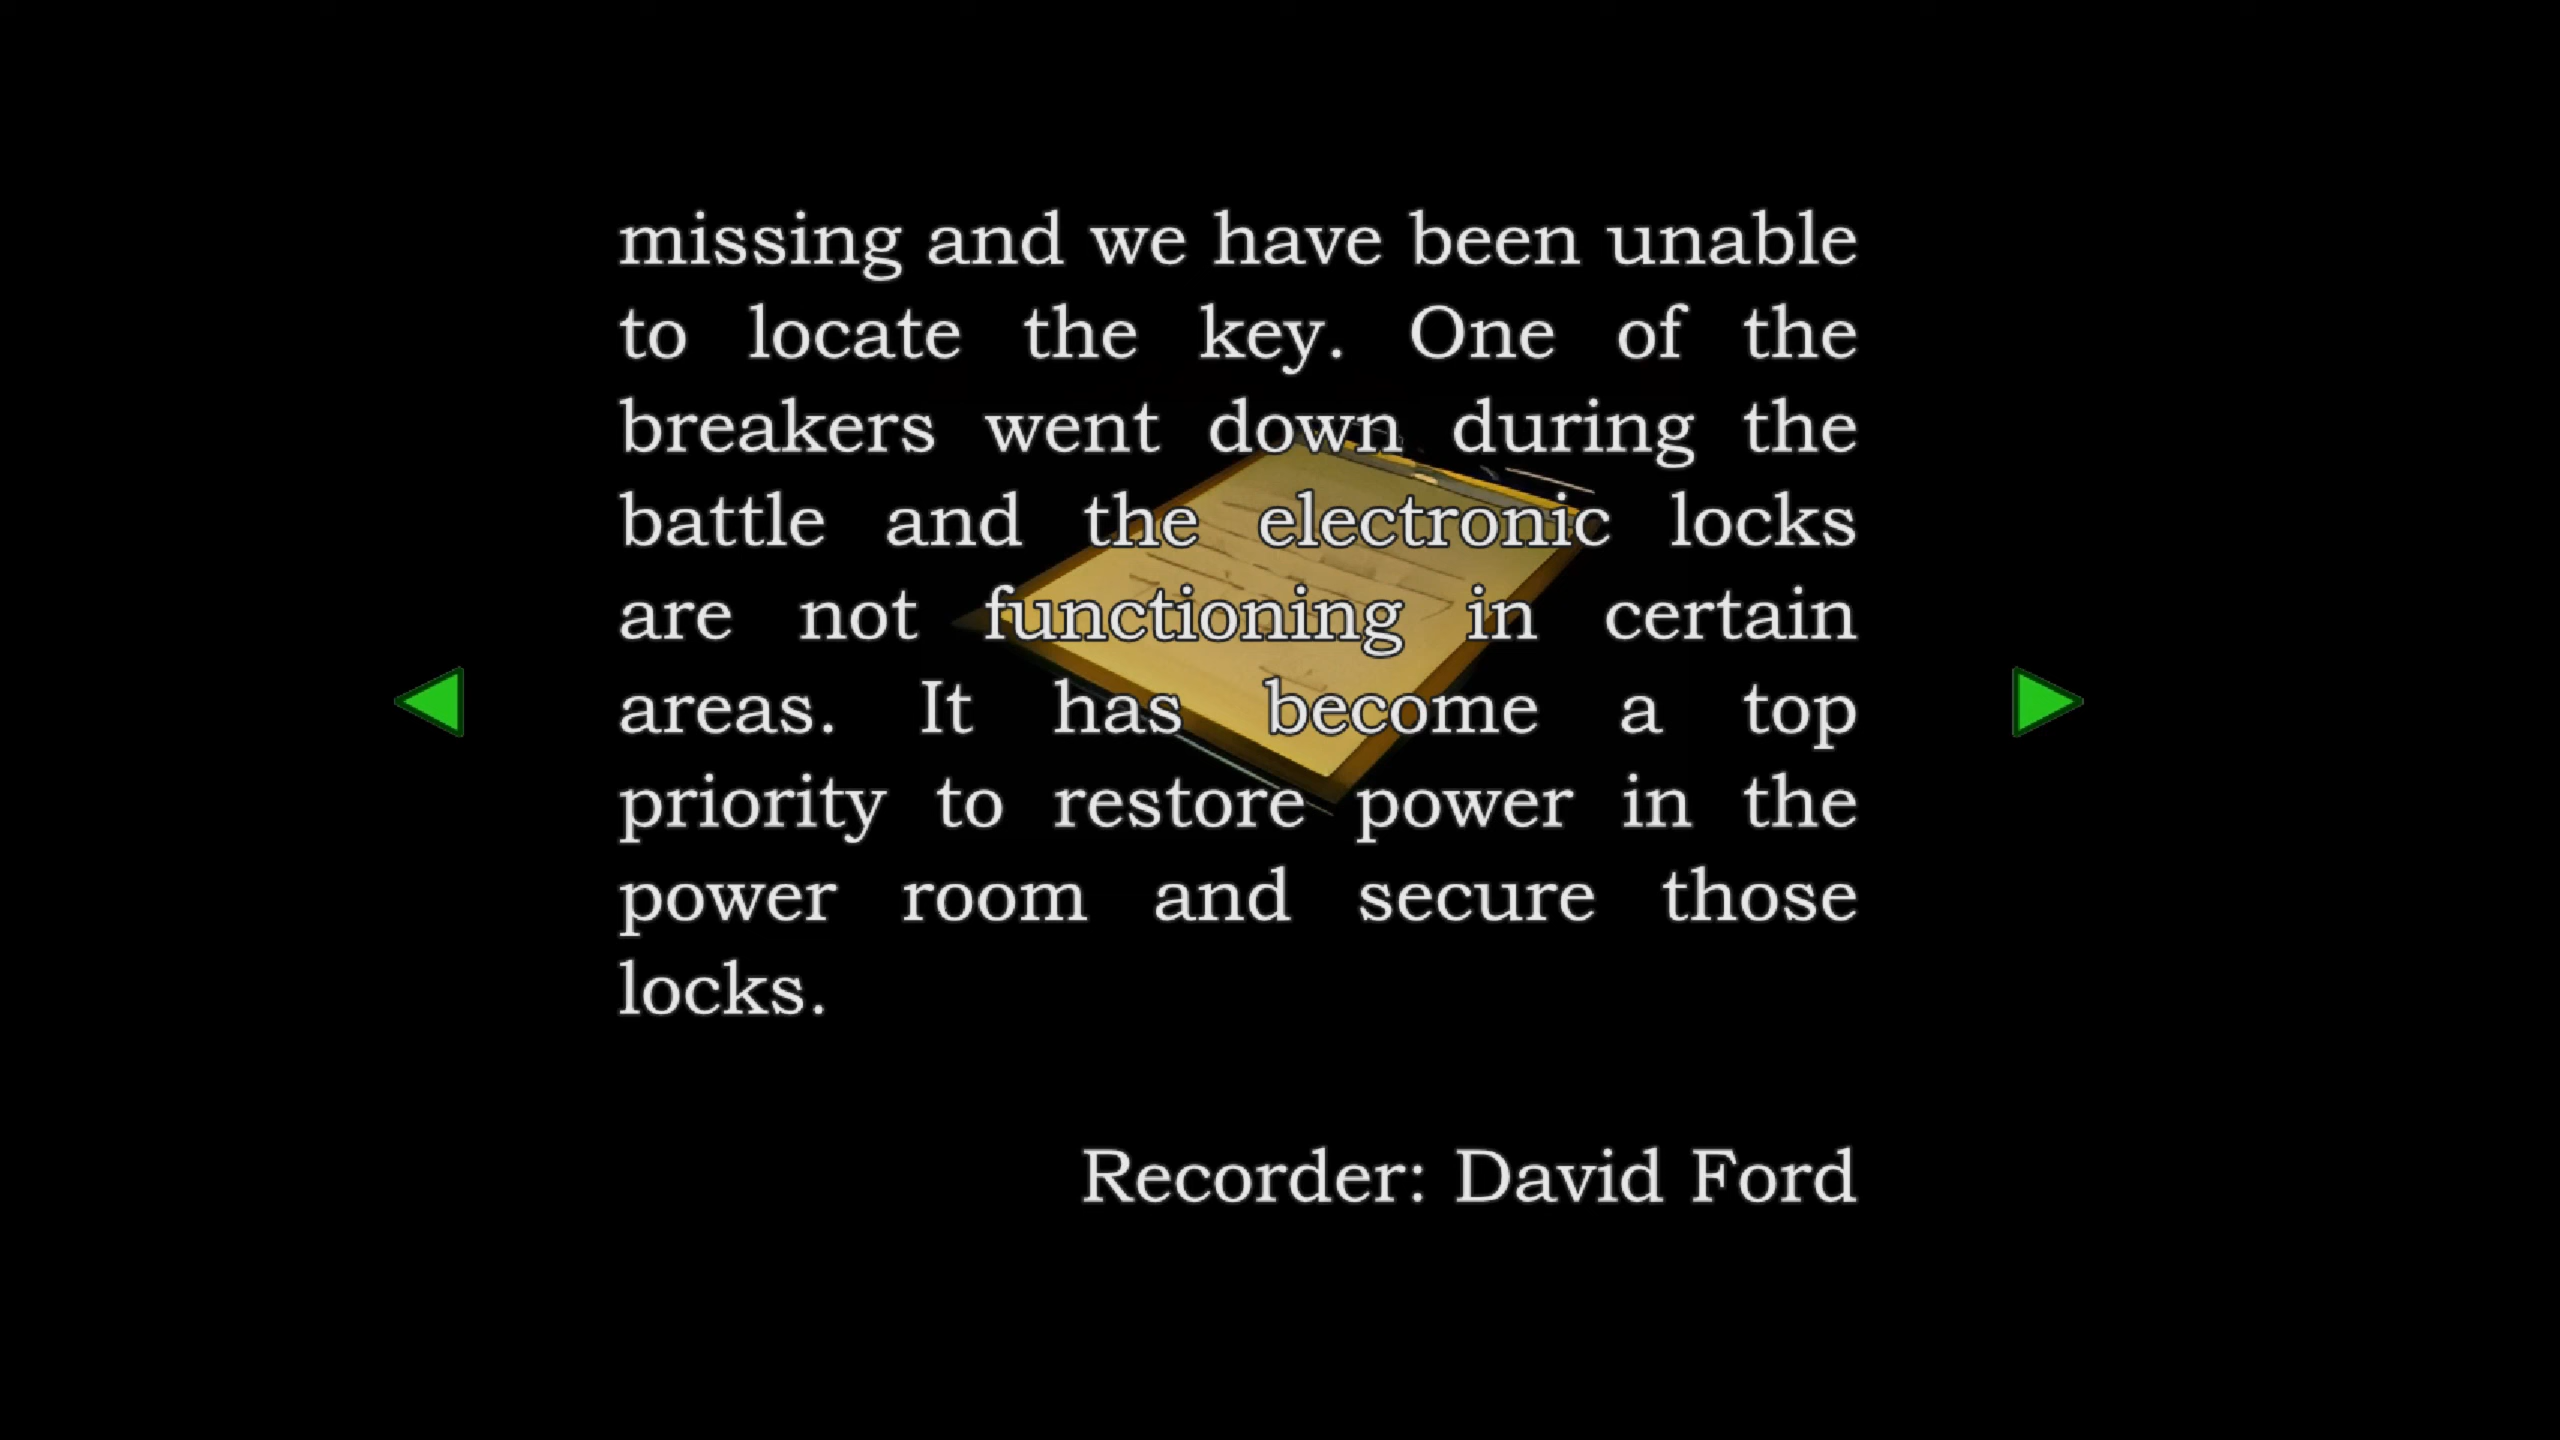 missing and we have been unable
to locate the key. One of the
breakers went down during the
battle and the electronic locks
are not functioning in certain
areas. It has become a top
priority to restore power in the
power room and secure those
locks.
Recorder: David Ford